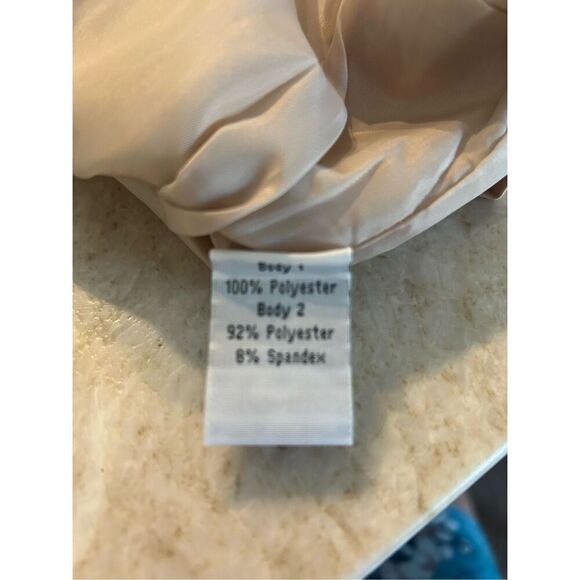 Body 1
100% Polyester
Body 2
92% Polyester
8% Spandex